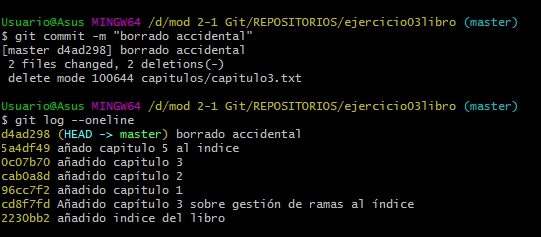 Usuario@Asus MINGW64 /d/mod 2-1 Git/REPOSITORIOS/ejercicio03libro (master)
$ git commit -m "borrado accidental"
[master d4ad298] borrado accidental
 2 files changed, 2 deletions(-)
 delete mode 100644 capitulos/capitulo3.txt
Usuario@Asus MINGW64 /d/mod 2-1 Git/REPOSITORIOS/ejercicio03libro (master)
$ git log --oneline
d4ad298 (HEAD -> master) borrado accidental
5a4df49 añado capitulo 5 al indice
0c07b70 añadido capitulo 3
cab0a8d añadido capítulo 2
96cc7f2 añadido capitulo 1
cd8f7fd Añadido capítulo 3 sobre gestión de ramas al índice
2230bb2 añadido indice del libro